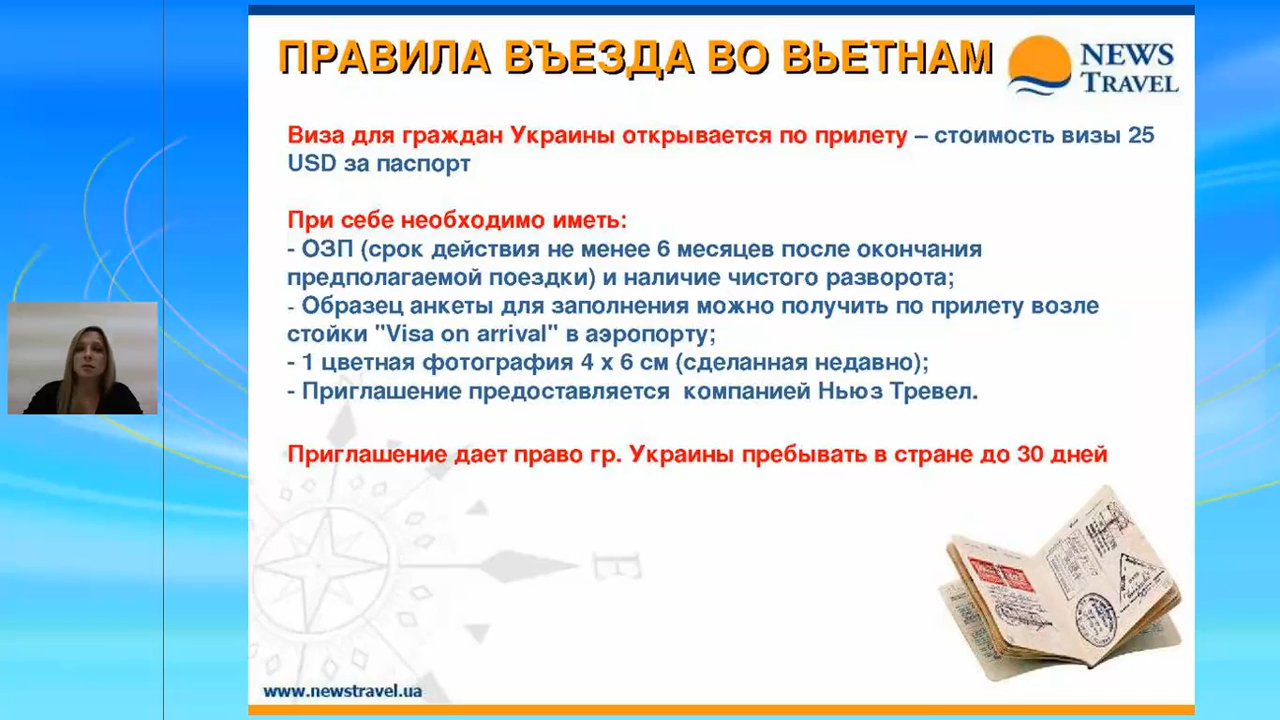 ПРАВИЛА ВЪЕЗДА ВО ВЬЕТНАМ
NEWS
TRAVEL
Виза для граждан Украины открывается по прилету – стоимость визы 25
USD за паспорт
При себе необходимо иметь:
- ОЗП (срок действия не менее 6 месяцев после окончания
предполагаемой поездки) и наличие чистого разворота;
- Образец анкеты для заполнения можно получить по прилету возле
стойки "Visa on arrival" в аэропорту;
- 1 цветная фотография 4 х 6 см (сделанная недавно);
- Приглашение предоставляется  компанией Ньюз Тревел.
Приглашение дает право гр. Украины пребывать в стране до 30 дней
E
www.newstravel.ua